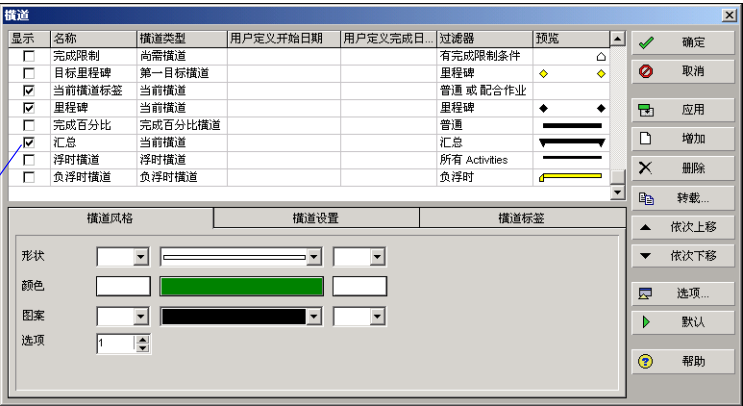 横道
显示 名称 横道类型 用户定义开始日期 用户定义完成日... 过滤器 预览
完成限制 尚需横道 有完成限制条件
目标里程碑 第一目标横道 里程碑
当前横道标签 当前横道 普通 或 配合作业
里程碑 当前横道 里程碑
完成百分比 完成百分比横道 普通
汇总 当前横道 汇总
浮时横道 浮时横道 所有 Activities
负浮时横道 负浮时横道 负浮时
横道风格 横道设置 横道标签
形状
颜色
图案
选项 1
确定
取消
应用
增加
删除
转载...
依次上移
依次下移
选项...
默认
帮助